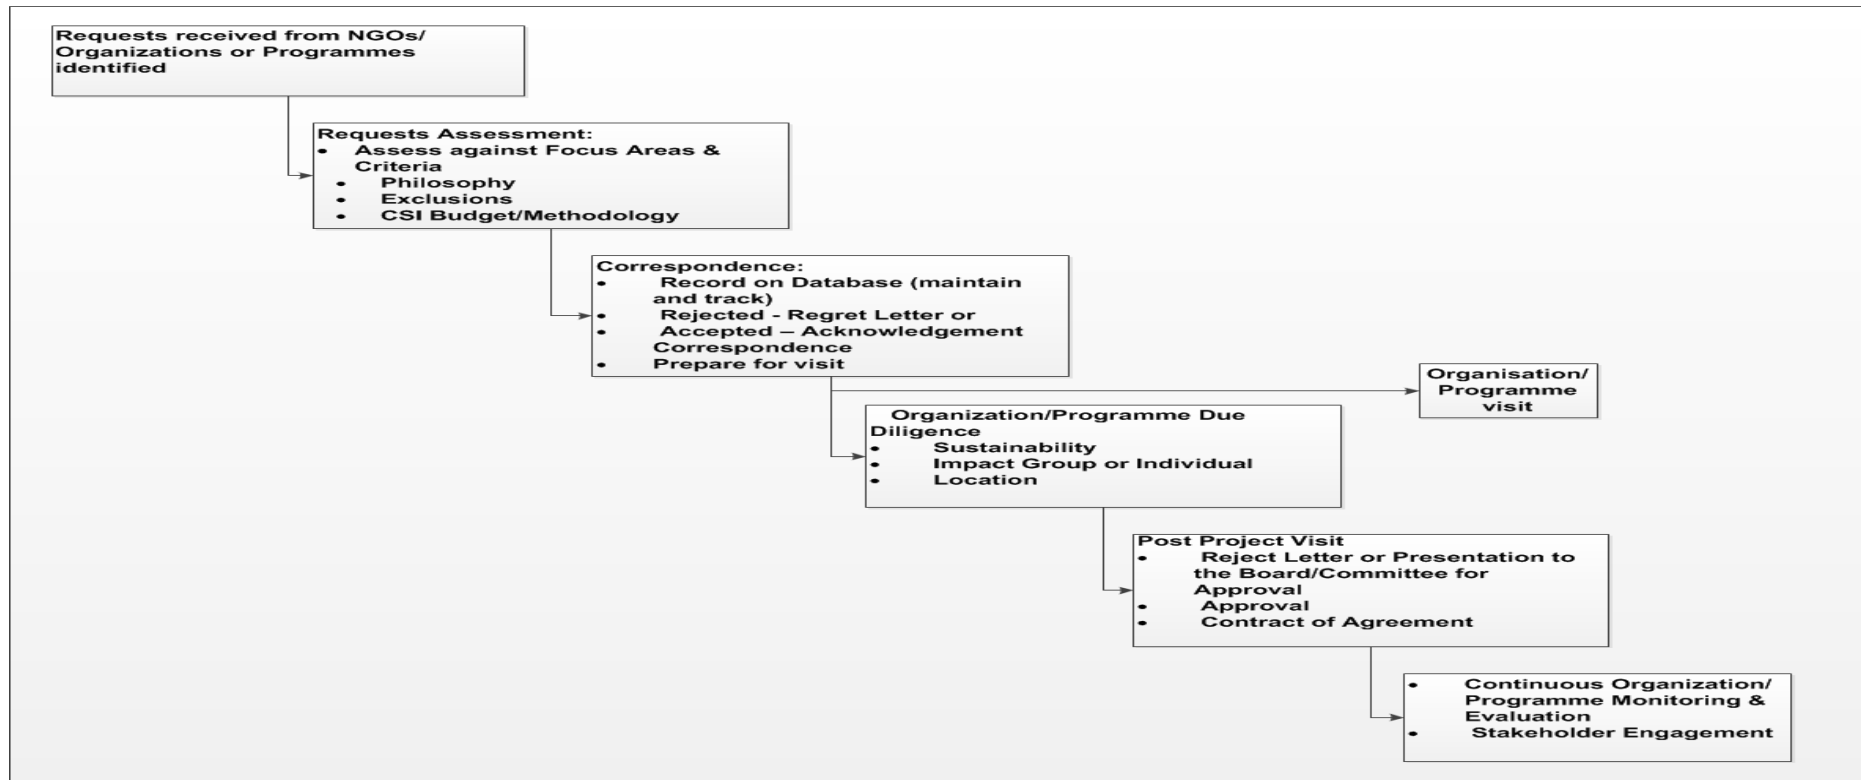 Requests received from NGOs/
Organizations or Programmes
identified
Requests Assessment:
• Assess against Focus Areas &
Criteria
• Philosophy
• Exclusions
• CSI Budget/Methodology
Correspondence:
• Record on Database (maintain
and track)
• Rejected - Regret Letter or
• Accepted – Acknowledgement
Correspondence
• Prepare for visit
Organisation/
Programme
visit
Organization/Programme Due
Diligence
• Sustainability
• Impact Group or Individual
• Location
Post Project Visit
• Reject Letter or Presentation to
the Board/Committee for
Approval
• Approval
• Contract of Agreement
• Continuous Organization/
Programme Monitoring &
Evaluation
• Stakeholder Engagement